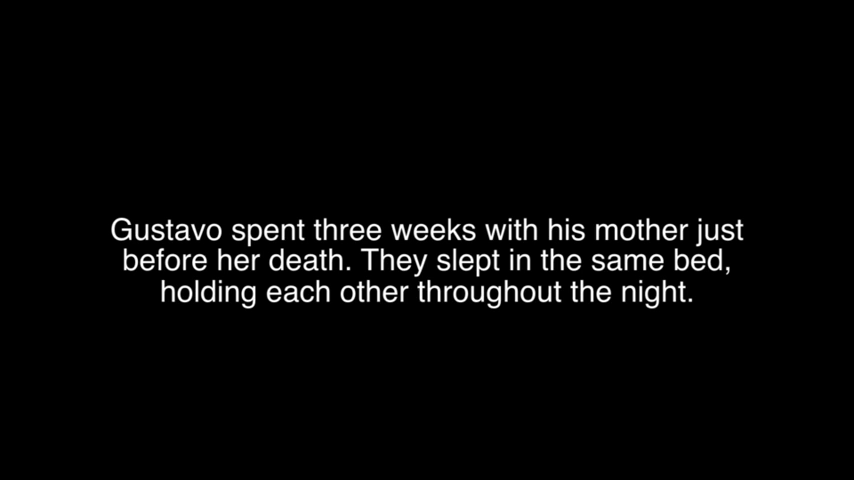 Gustavo spent three weeks with his mother just
before her death. They slept in the same bed,
holding each other throughout the night.